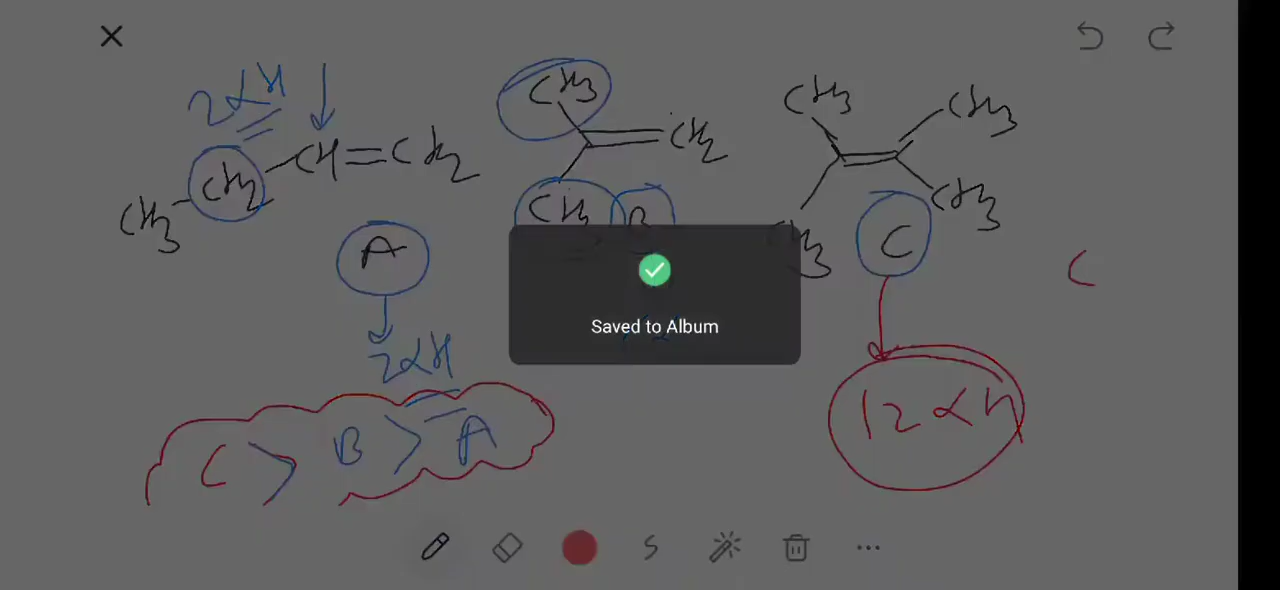 2αH
CH3
CH3
CH3
CH3-CH2-CH=CH2
CH2
CH3
B
CH3
CH3
A
C
C
Saved to Album
2αH
12αH
C > B > A